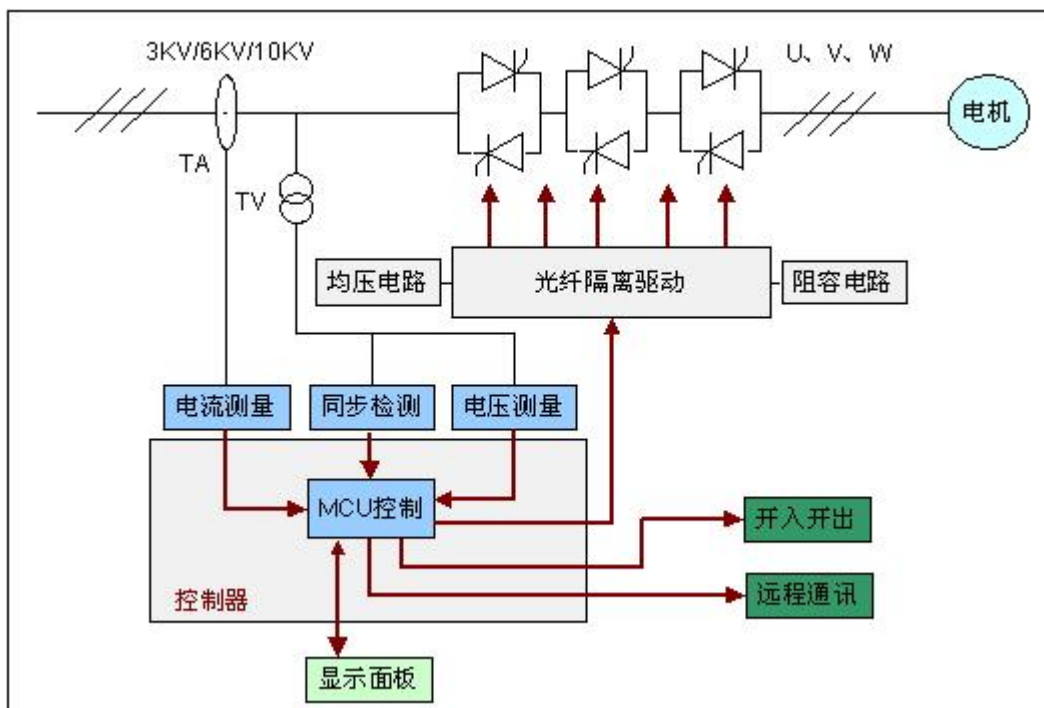 3KV/6KV/10KV
U、V、W
电机
TA
TV
均压电路
光纤隔离驱动
阻容电路
电流测量
同步检测
电压测量
MCU控制
开入开出
控制器
远程通讯
显示面板